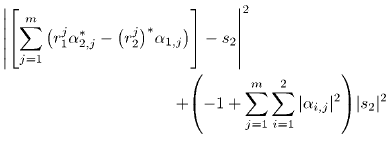 \left| \left[ \sum_{j=1}^{m} \left( r_1^j \alpha_{2,j}^* - \left( r_2^j \right)^* \alpha_{1,j} \right) \right] - s_2 \right|^2
+ \left( -1 + \sum_{j=1}^{m} \sum_{i=1}^{2} |\alpha_{i,j}|^2 \right) |s_2|^2